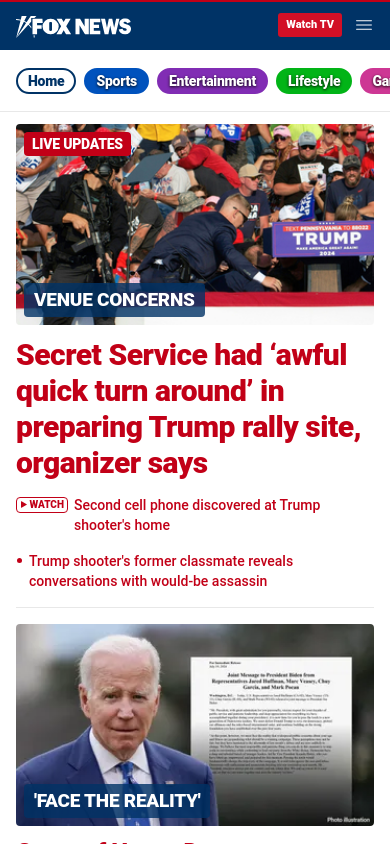 FOX NEWS
Watch TV
Home
Sports
Entertainment
Lifestyle
LIVE UPDATES
TEXT PENNSYLVANIA TO 88022
TRUMP
MAKE AMERICA GREAT AGAIN!
2024
VENUE CONCERNS
Secret Service had ‘awful
quick turn around’ in
preparing Trump rally site,
organizer says
WATCH
Second cell phone discovered at Trump
shooter's home
• Trump shooter's former classmate reveals
conversations with would-be assassin
Joint Message to President Biden from
Representatives Jared Huffman, Marc Veasey, Chuy
Garcia, and Mark Pocan
'FACE THE REALITY'
Photo Illustration